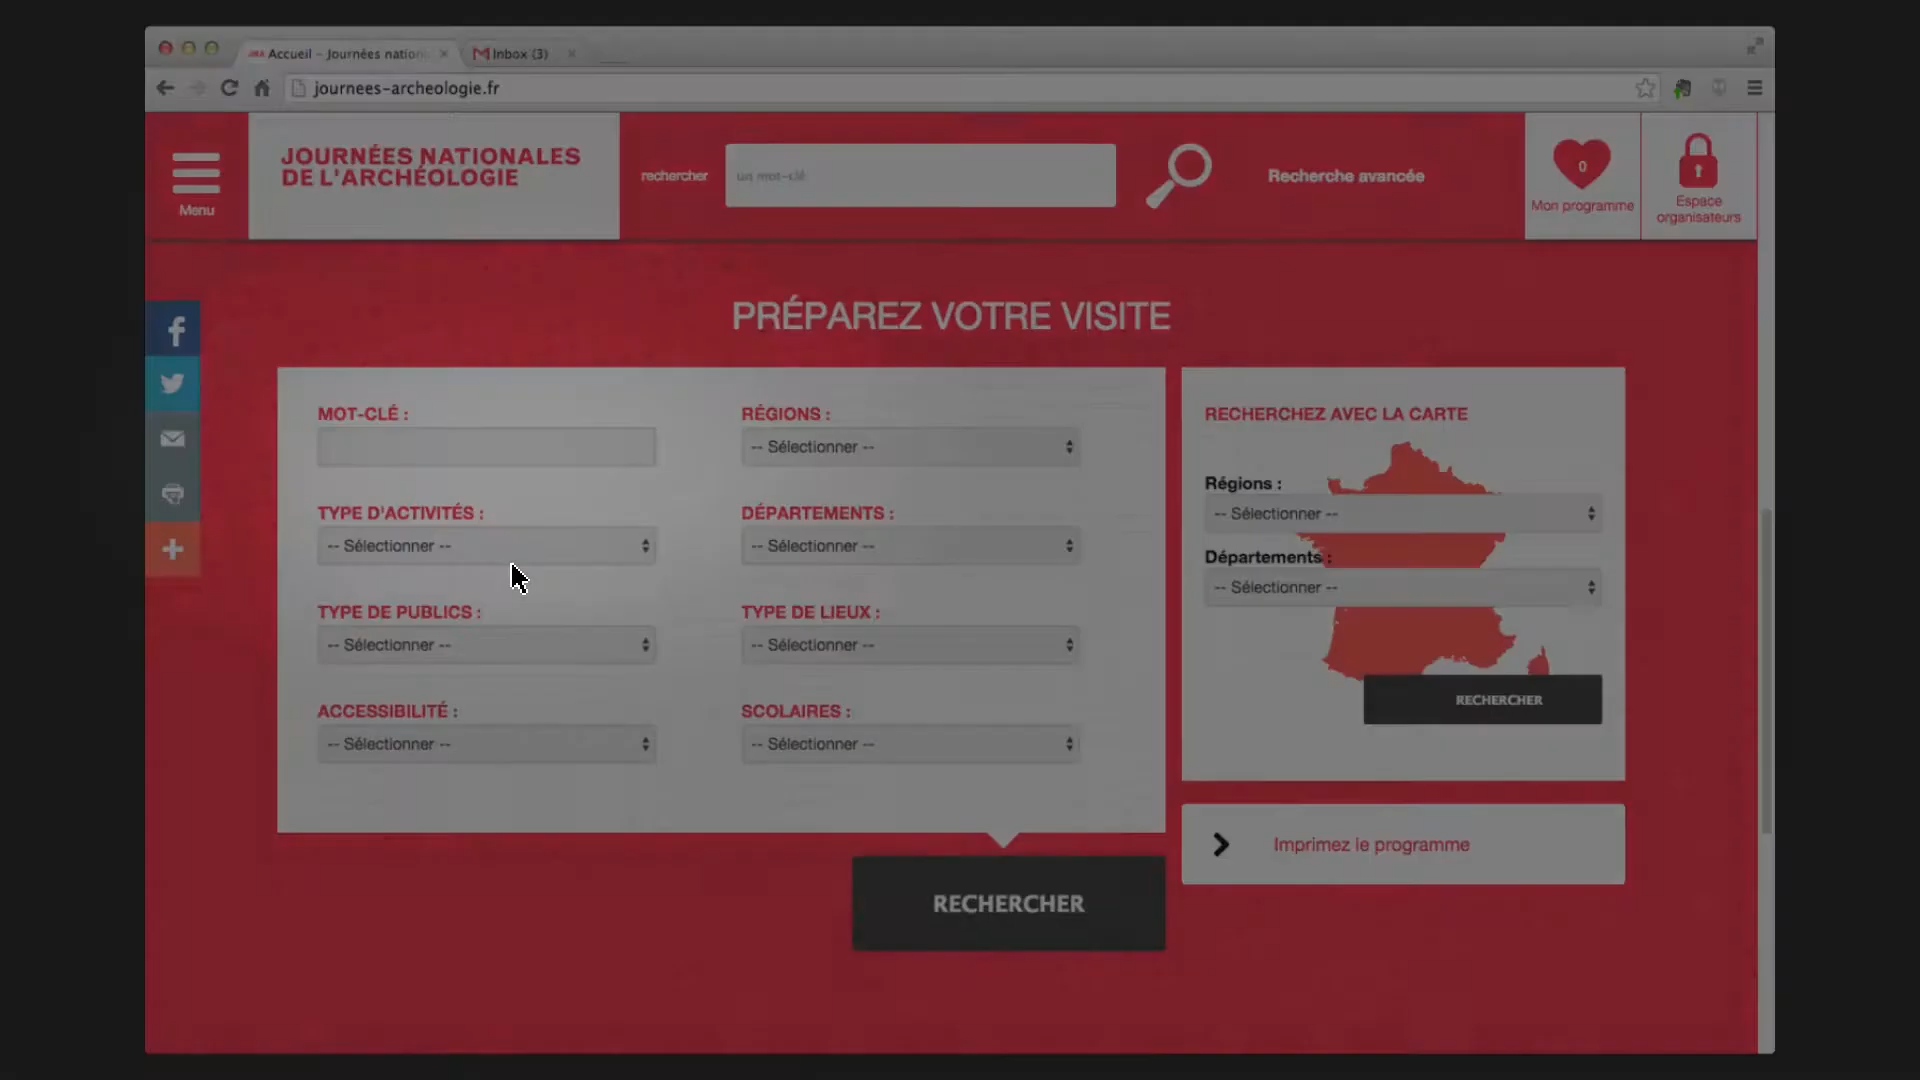 Accueil - Journées nation
Inbox (3)
journees-archeologie.fr
Menu
JOURNÉES NATIONALES
DE L'ARCHÉOLOGIE
rechercher
un mot-clé
Recherche avancée
0
Mon programme
Espace
organisateurs
PRÉPAREZ VOTRE VISITE
MOT-CLÉ :
RÉGIONS :
-- Sélectionner --
TYPE D'ACTIVITÉS :
DÉPARTEMENTS :
-- Sélectionner --
-- Sélectionner --
TYPE DE PUBLICS :
TYPE DE LIEUX :
-- Sélectionner --
-- Sélectionner --
ACCESSIBILITÉ :
SCOLAIRES :
-- Sélectionner --
-- Sélectionner --
RECHERCHER
RECHERCHEZ AVEC LA CARTE
Régions :
-- Sélectionner --
Départements :
-- Sélectionner --
RECHERCHER
Imprimez le programme